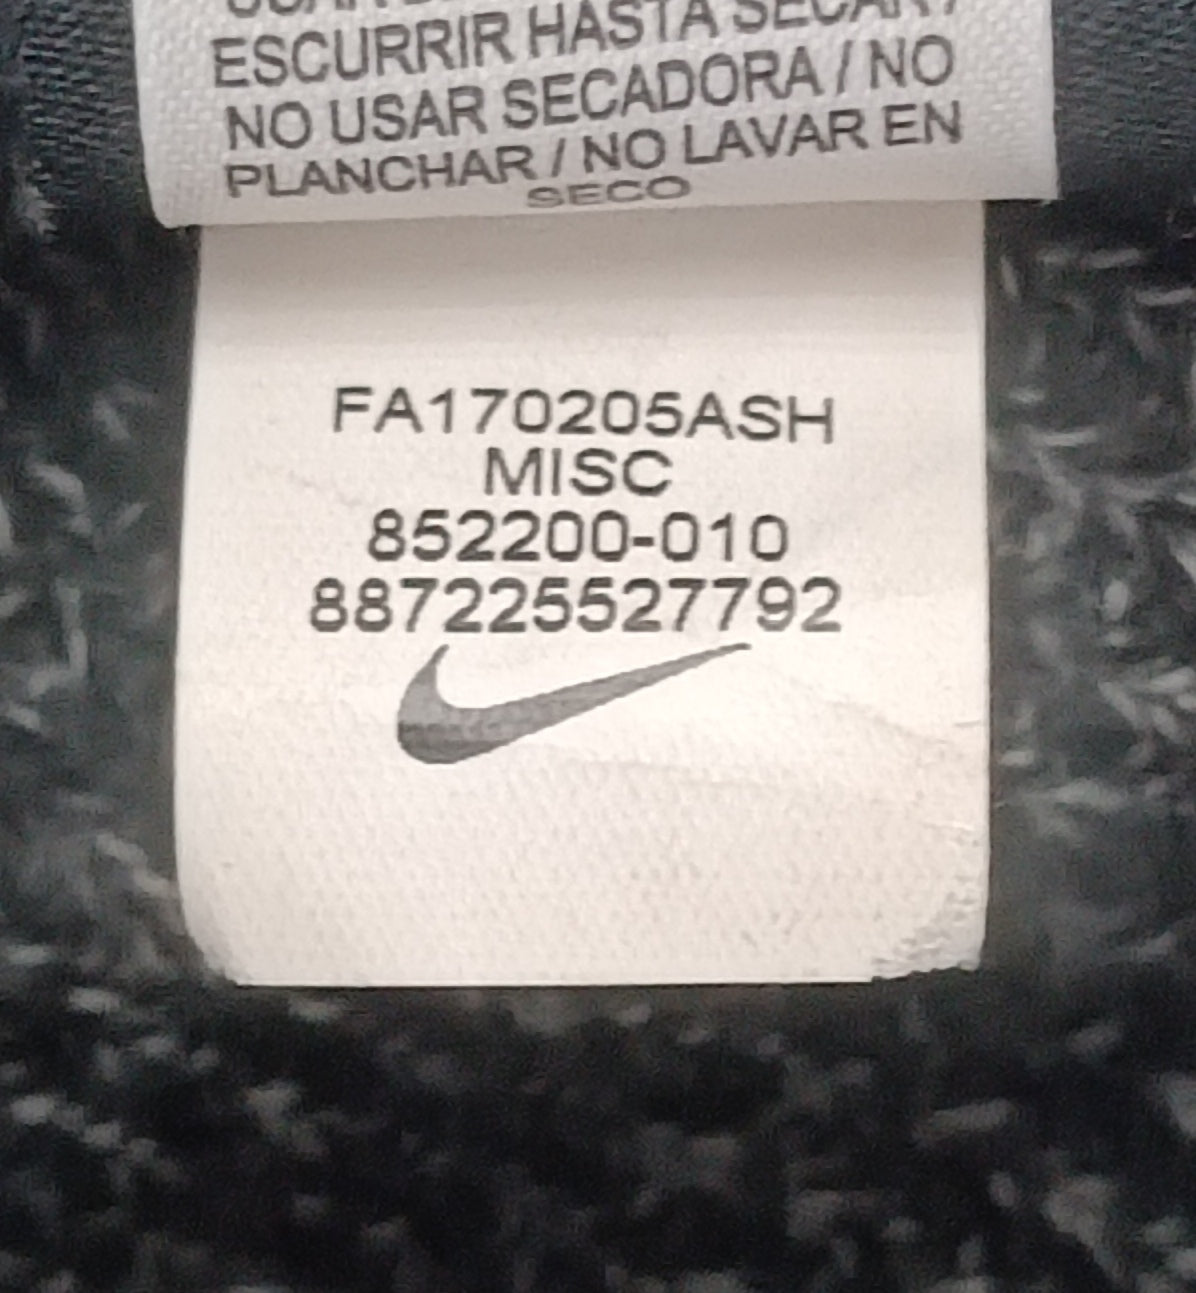 ESCURRIR HASTA SECAR /
NO USAR SECADORA / NO
PLANCHAR / NO LAVAR EN
SECO
FA170205ASH
MISC
852200-010
887225527792